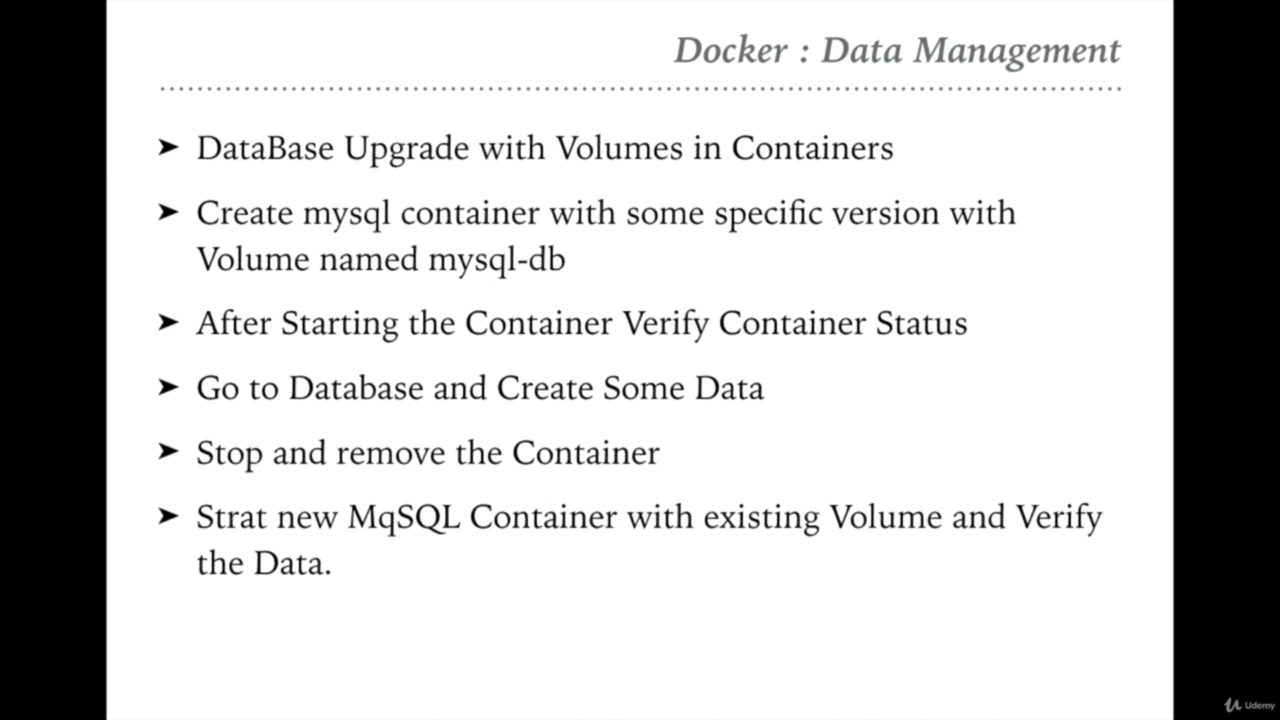 Docker : Data Management
➤ DataBase Upgrade with Volumes in Containers
➤ Create mysql container with some specific version with
Volume named mysql-db
➤ After Starting the Container Verify Container Status
➤ Go to Database and Create Some Data
➤ Stop and remove the Container
➤ Strat new MqSQL Container with existing Volume and Verify
the Data.
Udemy